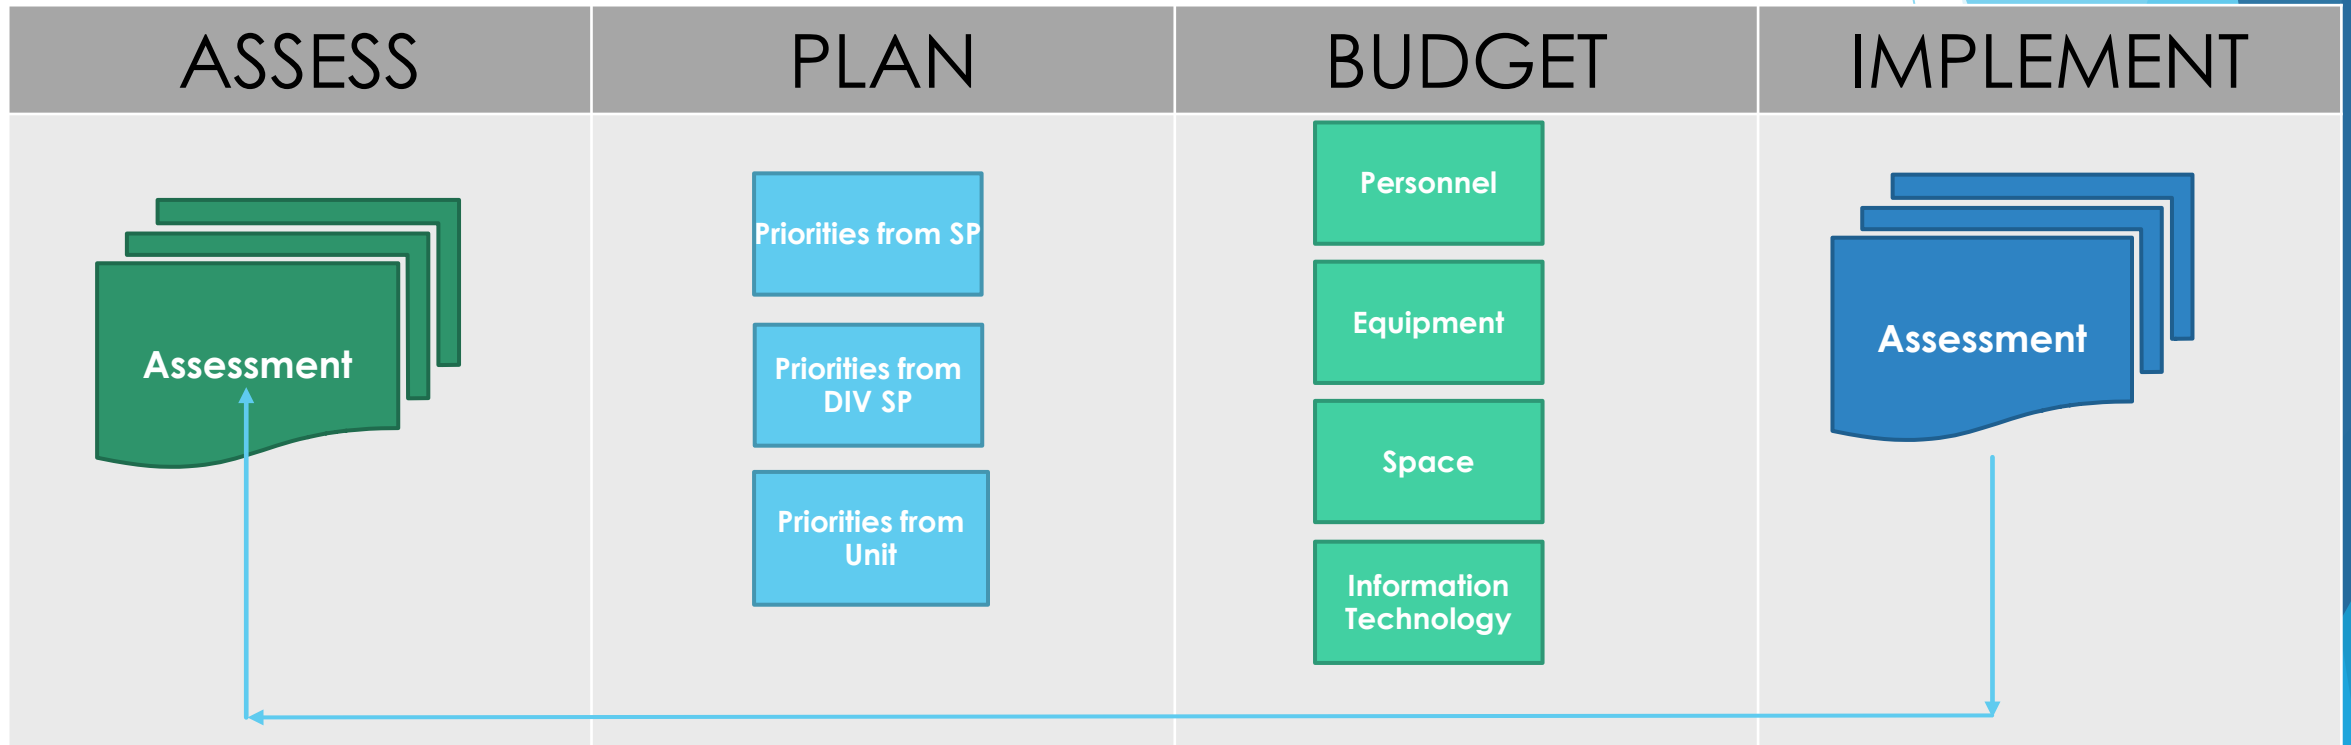 ASSESS
PLAN
BUDGET
IMPLEMENT
Assessment
Priorities from SP
Priorities from
DIV SP
Priorities from
Unit
Personnel
Equipment
Space
Information
Technology
Assessment